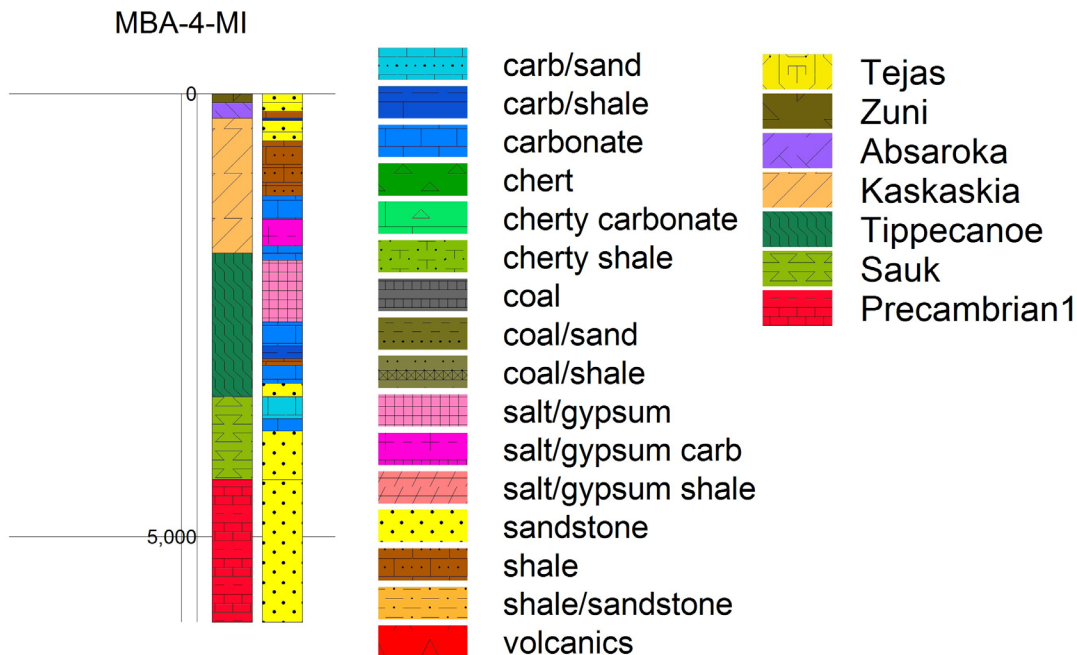 MBA-4-MI
0
5,000
carb/sand
carb/shale
carbonate
chert
cherty carbonate
cherty shale
coal
coal/sand
coal/shale
salt/gypsum
salt/gypsum carb
salt/gypsum shale
sandstone
shale
shale/sandstone
volcanics
Tejas
Zuni
Absaroka
Kaskaskia
Tippecanoe
Sauk
Precambrian1